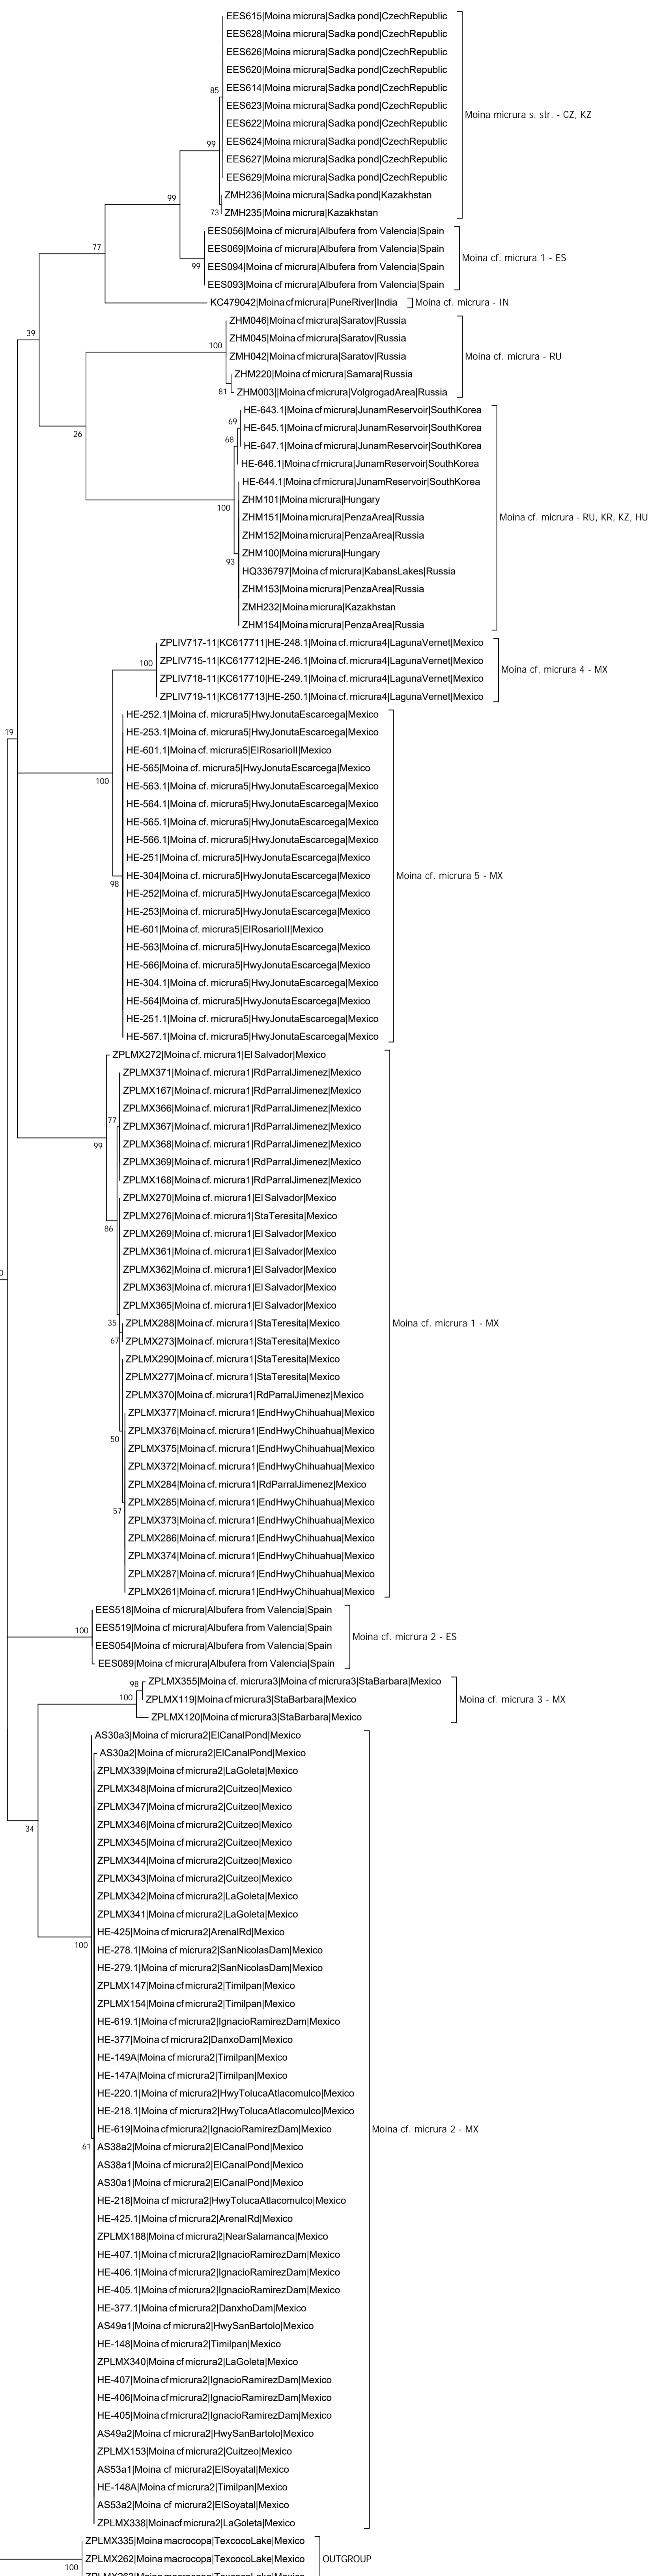 EES615|Moina micrura|Sadka pond|CzechRepublic
EES628|Moina micrura|Sadka pond|CzechRepublic
EES626|Moina micrura|Sadka pond|CzechRepublic
EES620|Moina micrura|Sadka pond|CzechRepublic
EES614|Moina micrura|Sadka pond|CzechRepublic
85
EES623|Moina micrura|Sadka pond|CzechRepublic
Moina micrura s. str. - CZ, KZ
EES622|Moina micrura|Sadka pond|CzechRepublic
EES624|Moina micrura|Sadka pond|CzechRepublic
99
EES627|Moina micrura|Sadka pond|CzechRepublic
EES629|Moina micrura|Sadka pond|CzechRepublic
ZMH236|Moina micrura|Sadka pond|Kazakhstan
99
73
ZMH235|Moina micrura|Kazakhstan
EES056|Moina cf micrura|Albufera from Valencia|Spain
77
EES069|Moina cf micrura|Albufera from Valencia|Spain
Moina cf. micrura 1 - ES
EES094|Moina cf micrura|Albufera from Valencia|Spain
99
EES093|Moina cf micrura|Albufera from Valencia|Spain
KC479042|Moina cf micrura|PuneRiver|India
Moina cf. micrura - IN
ZHM046|Moina cf micrura|Saratov|Russia
39
ZHM045|Moina cf micrura|Saratov|Russia
100
ZMH042|Moina cf micrura|Saratov|Russia
Moina cf. micrura - RU
ZHM220|Moina cf micrura|Samara|Russia
81
ZHM003||Moina cf micrura|VolgrogadArea|Russia
HE-643.1|Moina cf micrura|JunamReservoir|SouthKorea
69
HE-645.1|Moina cf micrura|JunamReservoir|SouthKorea
26
68
HE-647.1|Moina cf micrura|JunamReservoir|SouthKorea
HE-646.1|Moina cf micrura|JunamReservoir|SouthKorea
HE-644.1|Moina cf micrura|JunamReservoir|SouthKorea
ZHM101|Moina micrura|Hungary
100
ZHM151|Moina micrura|PenzaArea|Russia
Moina cf. micrura - RU, KR, KZ, HU
ZHM152|Moina micrura|PenzaArea|Russia
ZHM100|Moina micrura|Hungary
93
HQ336797|Moina cf micrura|KabansLakes|Russia
ZHM153|Moina micrura|PenzaArea|Russia
ZMH232|Moina micrura|Kazakhstan
ZHM154|Moina micrura|PenzaArea|Russia
ZPLIV717-11|KC617711|HE-248.1|Moina cf. micrura4|LagunaVernet|Mexico
100
ZPLIV715-11|KC617712|HE-246.1|Moina cf. micrura4|LagunaVernet|Mexico
Moina cf. micrura 4 - MX
ZPLIV718-11|KC617710|HE-249.1|Moina cf. micrura4|LagunaVernet|Mexico
ZPLIV719-11|KC617713|HE-250.1|Moina cf. micrura4|LagunaVernet|Mexico
HE-252.1|Moina cf. micrura5|HwyJonutaEscarcega|Mexico
19
HE-253.1|Moina cf. micrura5|HwyJonutaEscarcega|Mexico
HE-601.1|Moina cf. micrura5|ElRosarioII|Mexico
HE-565|Moina cf. micrura5|HwyJonutaEscarcega|Mexico
100
HE-563.1|Moina cf. micrura5|HwyJonutaEscarcega|Mexico
HE-564.1|Moina cf. micrura5|HwyJonutaEscarcega|Mexico
HE-565.1|Moina cf. micrura5|HwyJonutaEscarcega|Mexico
HE-566.1|Moina cf. micrura5|HwyJonutaEscarcega|Mexico
HE-251|Moina cf. micrura5|HwyJonutaEscarcega|Mexico
HE-304|Moina cf. micrura5|HwyJonutaEscarcega|Mexico
Moina cf. micrura 5 - MX
98
HE-252|Moina cf. micrura5|HwyJonutaEscarcega|Mexico
HE-253|Moina cf. micrura5|HwyJonutaEscarcega|Mexico
HE-601|Moina cf. micrura5|ElRosarioII|Mexico
HE-563|Moina cf. micrura5|HwyJonutaEscarcega|Mexico
HE-566|Moina cf. micrura5|HwyJonutaEscarcega|Mexico
HE-304.1|Moina cf. micrura5|HwyJonutaEscarcega|Mexico
HE-564|Moina cf. micrura5|HwyJonutaEscarcega|Mexico
HE-251.1|Moina cf. micrura5|HwyJonutaEscarcega|Mexico
HE-567.1|Moina cf. micrura5|HwyJonutaEscarcega|Mexico
ZPLMX272|Moina cf. micrura1|El Salvador|Mexico
ZPLMX371|Moina cf. micrura1|RdParralJimenez|Mexico
ZPLMX167|Moina cf. micrura1|RdParralJimenez|Mexico
ZPLMX366|Moina cf. micrura1|RdParralJimenez|Mexico
77
ZPLMX367|Moina cf. micrura1|RdParralJimenez|Mexico
99
ZPLMX368|Moina cf. micrura1|RdParralJimenez|Mexico
ZPLMX369|Moina cf. micrura1|RdParralJimenez|Mexico
ZPLMX168|Moina cf. micrura1|RdParralJimenez|Mexico
ZPLMX270|Moina cf. micrura1|El Salvador|Mexico
ZPLMX276|Moina cf. micrura1|StaTeresita|Mexico
86
ZPLMX269|Moina cf. micrura1|El Salvador|Mexico
ZPLMX361|Moina cf. micrura1|El Salvador|Mexico
ZPLMX362|Moina cf. micrura1|El Salvador|Mexico
0
ZPLMX363|Moina cf. micrura1|El Salvador|Mexico
ZPLMX365|Moina cf. micrura1|El Salvador|Mexico
35
ZPLMX288|Moina cf. micrura1|StaTeresita|Mexico
Moina cf. micrura 1 - MX
67
ZPLMX273|Moina cf. micrura1|StaTeresita|Mexico
ZPLMX290|Moina cf. micrura1|StaTeresita|Mexico
ZPLMX277|Moina cf. micrura1|StaTeresita|Mexico
ZPLMX370|Moina cf. micrura1|RdParralJimenez|Mexico
ZPLMX377|Moina cf. micrura1|EndHwyChihuahua|Mexico
ZPLMX376|Moina cf. micrura1|EndHwyChihuahua|Mexico
50
ZPLMX375|Moina cf. micrura1|EndHwyChihuahua|Mexico
ZPLMX372|Moina cf. micrura1|EndHwyChihuahua|Mexico
ZPLMX284|Moina cf. micrura1|RdParralJimenez|Mexico
ZPLMX285|Moina cf. micrura1|EndHwyChihuahua|Mexico
57
ZPLMX373|Moina cf. micrura1|EndHwyChihuahua|Mexico
ZPLMX286|Moina cf. micrura1|EndHwyChihuahua|Mexico
ZPLMX374|Moina cf. micrura1|EndHwyChihuahua|Mexico
ZPLMX287|Moina cf. micrura1|EndHwyChihuahua|Mexico
ZPLMX261|Moina cf. micrura1|EndHwyChihuahua|Mexico
EES518|Moina cf micrura|Albufera from Valencia|Spain
100
EES519|Moina cf micrura|Albufera from Valencia|Spain
Moina cf. micrura 2 - ES
EES054|Moina cf micrura|Albufera from Valencia|Spain
EES089|Moina cf micrura|Albufera from Valencia|Spain
98
ZPLMX355|Moina cf. micrura3|Moina cf micrura3|StaBarbara|Mexico
100
ZPLMX119|Moina cf micrura3|StaBarbara|Mexico
Moina cf. micrura 3 - MX
ZPLMX120|Moina cf micrura3|StaBarbara|Mexico
AS30a3|Moina cf micrura2|ElCanalPond|Mexico
AS30a2|Moina cf micrura2|ElCanalPond|Mexico
ZPLMX339|Moina cf micrura2|LaGoleta|Mexico
ZPLMX348|Moina cf micrura2|Cuitzeo|Mexico
ZPLMX347|Moina cf micrura2|Cuitzeo|Mexico
34
ZPLMX346|Moina cf micrura2|Cuitzeo|Mexico
ZPLMX345|Moina cf micrura2|Cuitzeo|Mexico
ZPLMX344|Moina cf micrura2|Cuitzeo|Mexico
ZPLMX343|Moina cf micrura2|Cuitzeo|Mexico
ZPLMX342|Moina cf micrura2|LaGoleta|Mexico
ZPLMX341|Moina cf micrura2|LaGoleta|Mexico
HE-425|Moina cf micrura2|ArenalRd|Mexico
100
HE-278.1|Moina cf micrura2|SanNicolasDam|Mexico
HE-279.1|Moina cf micrura2|SanNicolasDam|Mexico
ZPLMX147|Moina cf micrura2|Timilpan|Mexico
ZPLMX154|Moina cf micrura2|Timilpan|Mexico
HE-619.1|Moina cf micrura2|IgnacioRamirezDam|Mexico
HE-377|Moina cf micrura2|DanxoDam|Mexico
HE-149A|Moina cf micrura2|Timilpan|Mexico
HE-147A|Moina cf micrura2|Timilpan|Mexico
HE-220.1|Moina cf micrura2|HwyTolucaAtlacomulco|Mexico
HE-218.1|Moina cf micrura2|HwyTolucaAtlacomulco|Mexico
HE-619|Moina cf micrura2|IgnacioRamirezDam|Mexico
Moina cf. micrura 2 - MX
61
AS38a2|Moina cf micrura2|ElCanalPond|Mexico
AS38a1|Moina cf micrura2|ElCanalPond|Mexico
AS30a1|Moina cf micrura2|ElCanalPond|Mexico
HE-218|Moina cf micrura2|HwyTolucaAtlacomulco|Mexico
HE-425.1|Moina cf micrura2|ArenalRd|Mexico
ZPLMX188|Moina cf micrura2|NearSalamanca|Mexico
HE-407.1|Moina cf micrura2|IgnacioRamirezDam|Mexico
HE-406.1|Moina cf micrura2|IgnacioRamirezDam|Mexico
HE-405.1|Moina cf micrura2|IgnacioRamirezDam|Mexico
HE-377.1|Moina cf micrura2|DanxhoDam|Mexico
AS49a1|Moina cf micrura2|HwySanBartolo|Mexico
HE-148|Moina cf micrura2|Timilpan|Mexico
ZPLMX340|Moina cf micrura2|LaGoleta|Mexico
HE-407|Moina cf micrura2|IgnacioRamirezDam|Mexico
HE-406|Moina cf micrura2|IgnacioRamirezDam|Mexico
HE-405|Moina cf micrura2|IgnacioRamirezDam|Mexico
AS49a2|Moina cf micrura2|HwySanBartolo|Mexico
ZPLMX153|Moina cf micrura2|Cuitzeo|Mexico
AS53a1|Moina cf micrura2|ElSoyatal|Mexico
HE-148A|Moina cf micrura2|Timilpan|Mexico
AS53a2|Moina cf micrura2|ElSoyatal|Mexico
ZPLMX338|Moinacf micrura2|LaGoleta|Mexico
ZPLMX335|Moina macrocopa|TexcocoLake|Mexico
ZPLMX262|Moina macrocopa|TexcocoLake|Mexico
OUTGROUP
100
ZPLMX263|Moina macrocopa|TexcocoLake|Mexico